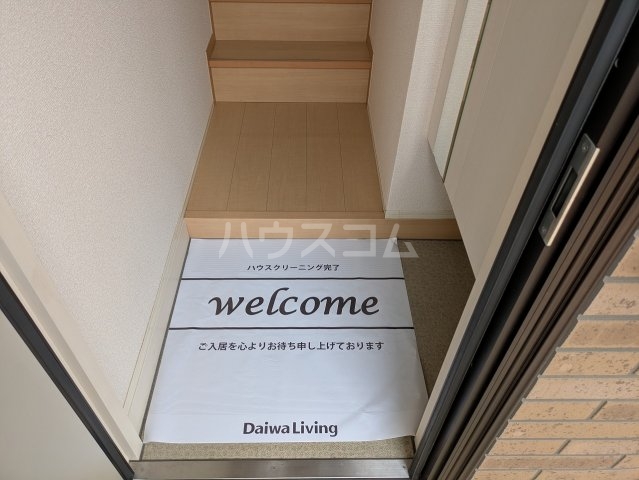 ハウスコム
ハウスクリーニング完了
welcome
ご入居を心よりお待ち申し上げております
Daiwa Living